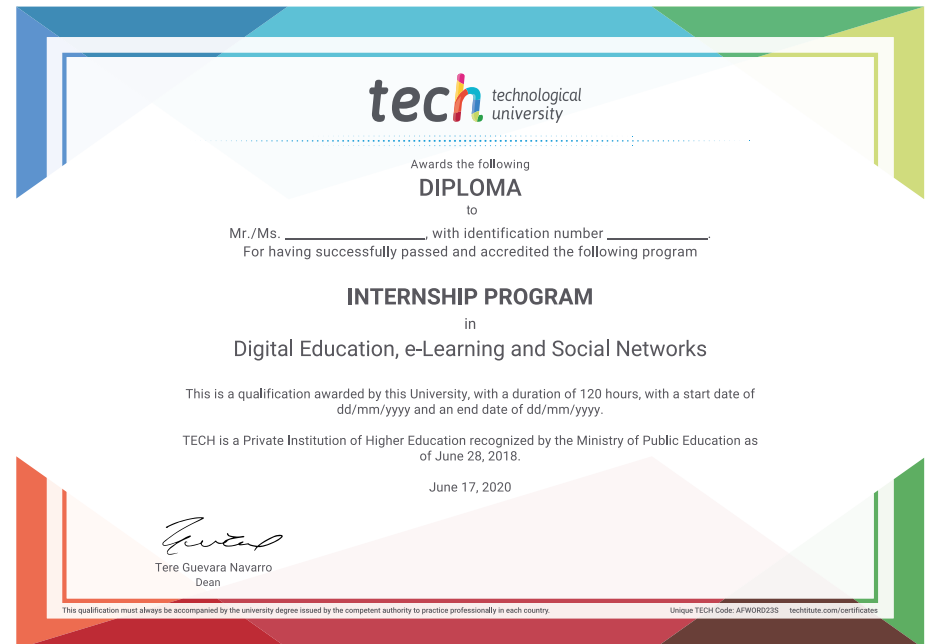 tech technological
university
Awards the following
DIPLOMA
to
Mr./Ms. ____________________, with identification number ______________.
For having successfully passed and accredited the following program
INTERNSHIP PROGRAM
in
Digital Education, e-Learning and Social Networks
This is a qualification awarded by this University, with a duration of 120 hours, with a start date of
dd/mm/yyyy and an end date of dd/mm/yyyy.
TECH is a Private Institution of Higher Education recognized by the Ministry of Public Education as
of June 28, 2018.
June 17, 2020
Tere Guevara Navarro
Dean
This qualification must always be accompanied by the university degree issued by the competent authority to practice professionally in each country.
Unique TECH Code: AFWORD23S techtitute.com/certificates